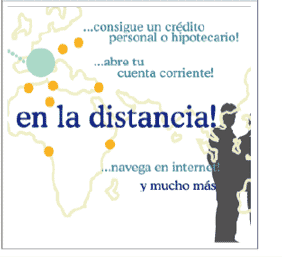 ...consigue un crédito
personal o hipotecario!
...abre tu
cuenta corriente!
en la distancia!
...navega en internet!
y mucho más